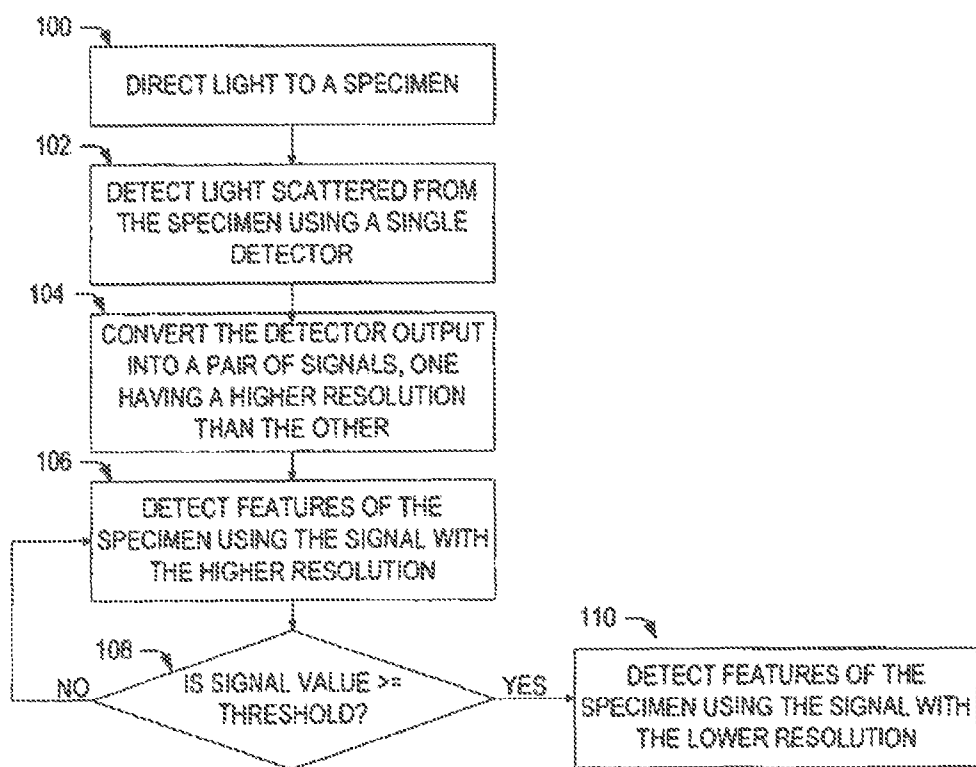 100
DIRECT LIGHT TO A SPECIMEN
102
DETECT LIGHT SCATTERED FROM
THE SPECIMEN USING A SINGLE
DETECTOR
104
CONVERT THE DETECTOR OUTPUT
INTO A PAIR OF SIGNALS, ONE
HAVING A HIGHER RESOLUTION
THAN THE OTHER
106
DETECT FEATURES OF THE
SPECIMEN USING THE SIGNAL WITH
THE HIGHER RESOLUTION
108
IS SIGNAL VALUE >=
THRESHOLD?
NO
YES
110
DETECT FEATURES OF THE
SPECIMEN USING THE SIGNAL WITH
THE LOWER RESOLUTION